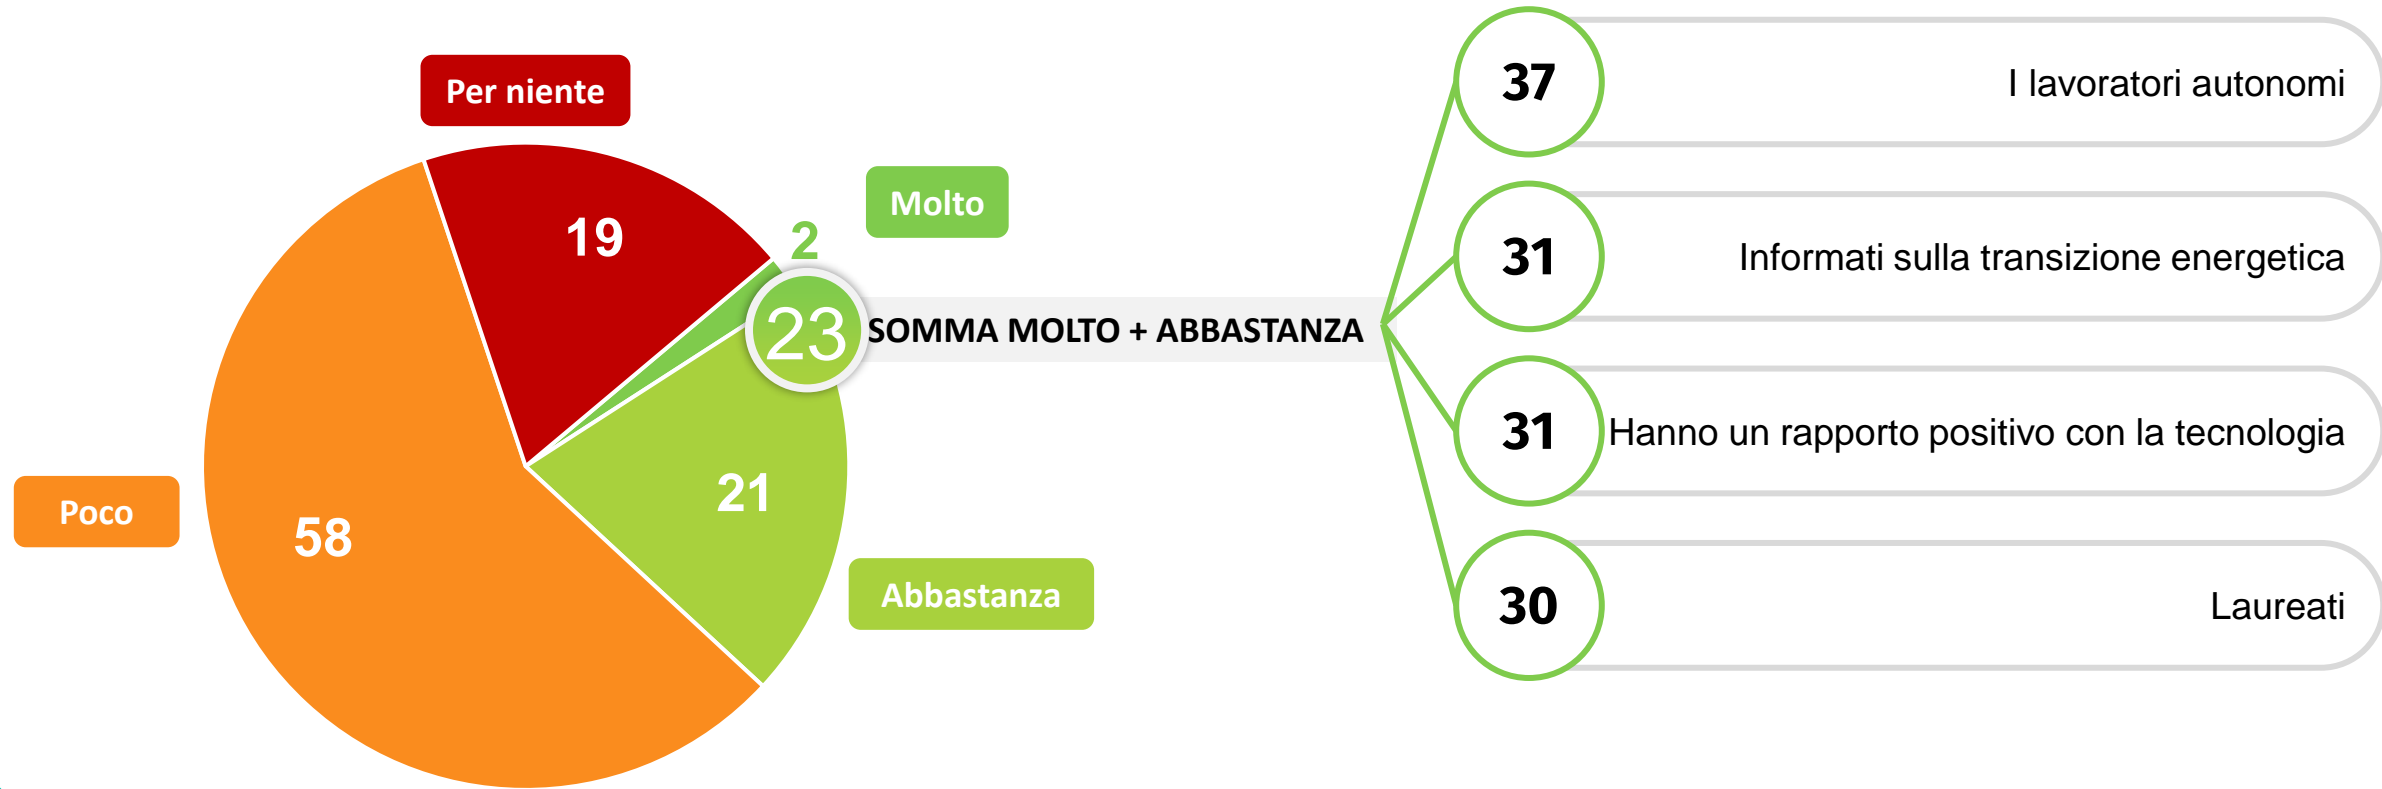 Per niente
19
2
Molto
23
SOMMA MOLTO + ABBASTANZA
21
Abbastanza
Poco
58
37
I lavoratori autonomi
31
Informati sulla transizione energetica
31
Hanno un rapporto positivo con la tecnologia
30
Laureati